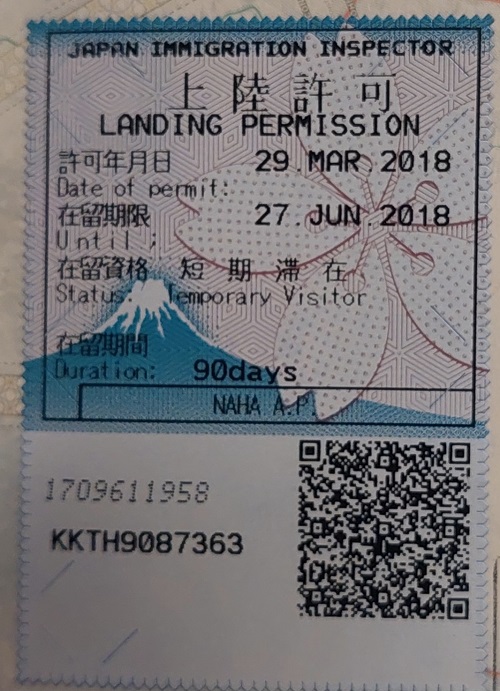 JAPAN IMMIGRATION INSPECTOR
上陸許可
LANDING PERMISSION
許可年月日 29.MAR.2018
Date of permit:
在留期限 27.JUN.2018
Until :
在留資格 短期滞在
Status: Temporary Visitor
在留期間
Duration: 90days
NAHA A.P
1709611958
KKTH9087363